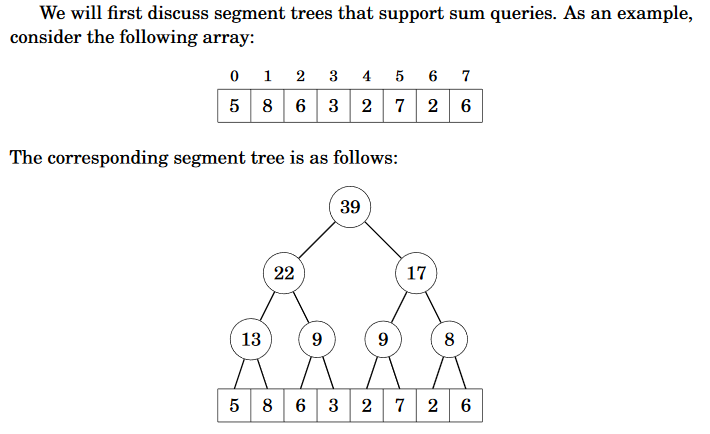 We will first discuss segment trees that support sum queries. As an example,
consider the following array:
0 1 2 3 4 5 6 7
5 8 6 3 2 7 2 6
The corresponding segment tree is as follows:
39
22 17
13 9 9 8
5 8 6 3 2 7 2 6